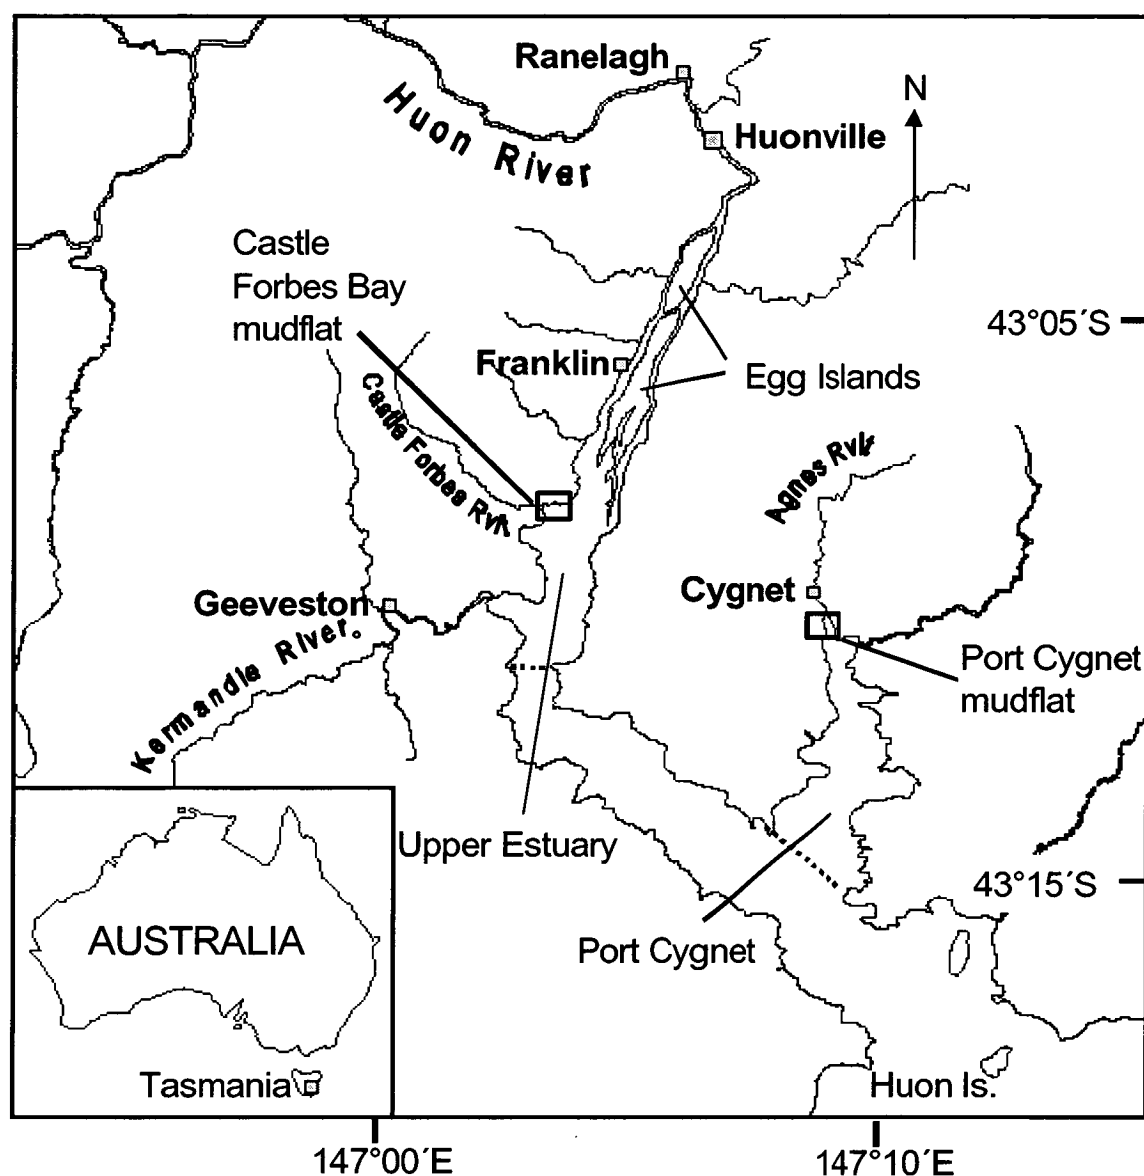 Ranelagh
N
Huon River
Huonville
Castle
Forbes Bay
mudflat
43°05´S
Franklin
Egg Islands
Castle Forbes Rvr.
Agnes Rvr
Geeveston
Cygnet
Kermandie River.
Port Cygnet
mudflat
Upper Estuary
43°15´S
AUSTRALIA
Port Cygnet
Tasmania
Huon Is.
147°00´E
147°10´E